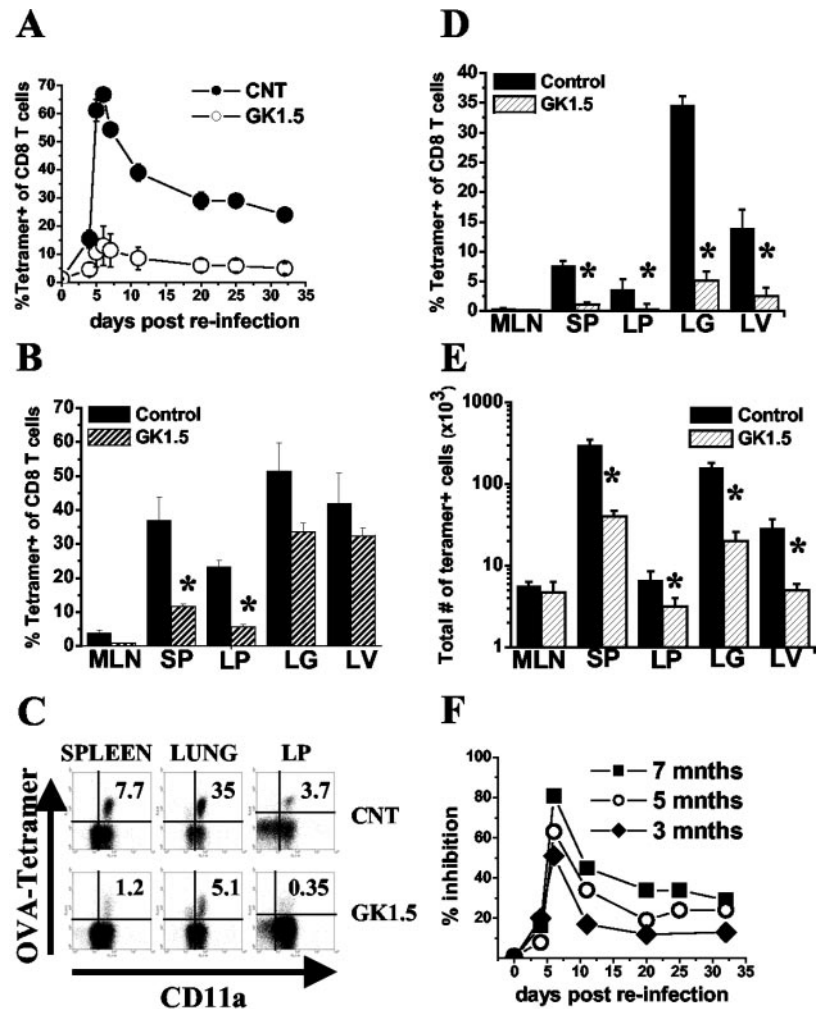 A
%Tetramer+ of CD8 T cells
70
60
50
40
30
20
10
0
CNT
GK1.5
0 5 10 15 20 25 30 35
days post re-infection
B
% Tetramer+ of CD8 T cells
70
60
50
40
30
20
10
0
Control
GK1.5
* *
MLN SP LP LG LV
C
SPLEEN LUNG LP
7.7 35 3.7
CNT
1.2 5.1 0.35
GK1.5
OVA-Tetramer
CD11a
D
% Tetramer+ of CD8 T cells
40
35
30
25
20
15
10
5
0
Control
GK1.5
* * * *
MLN SP LP LG LV
E
Total # of teramer+ cells (x10³)
1000
100
10
1
Control
GK1.5
* * * *
MLN SP LP LG LV
F
% inhibition
100
80
60
40
20
7 mnths
5 mnths
3 mnths
0 5 10 15 20 25 30 35
days post re-infection